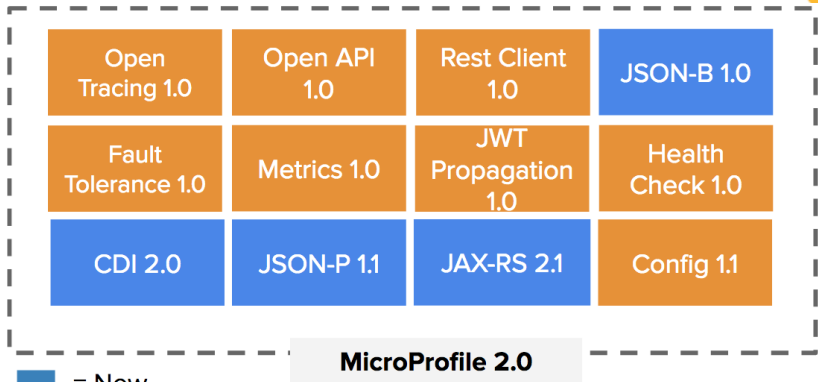 Open
Tracing 1.0
Open API
1.0
Rest Client
1.0
JSON-B 1.0
Fault
Tolerance 1.0
Metrics 1.0
JWT
Propagation
1.0
Health
Check 1.0
CDI 2.0
JSON-P 1.1
JAX-RS 2.1
Config 1.1
MicroProfile 2.0
= New